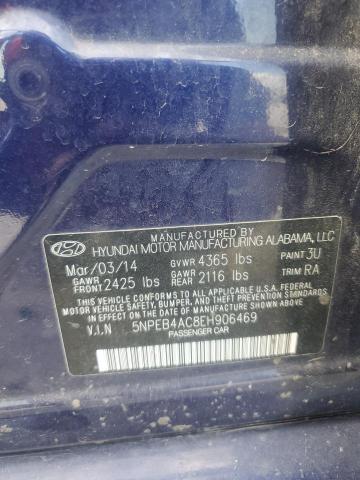 MANUFACTURED BY
HYUNDAI MOTOR MANUFACTURING ALABAMA, LLC
Mar/03/14 GVWR 4365 lbs PAINT 3U
GAWR FRONT 2425 lbs GAWR REAR 2116 lbs TRIM RA
THIS VEHICLE CONFORMS TO ALL APPLICABLE U.S. FEDERAL MOTOR
VEHICLE SAFETY BUMPER, AND THEFT PREVENTION STANDARDS
IN EFFECT ON THE DATE OF MANUFACTURE SHOWN ABOVE.
V.I.N 5NPEB4AC8EH906469
PASSENGER CAR